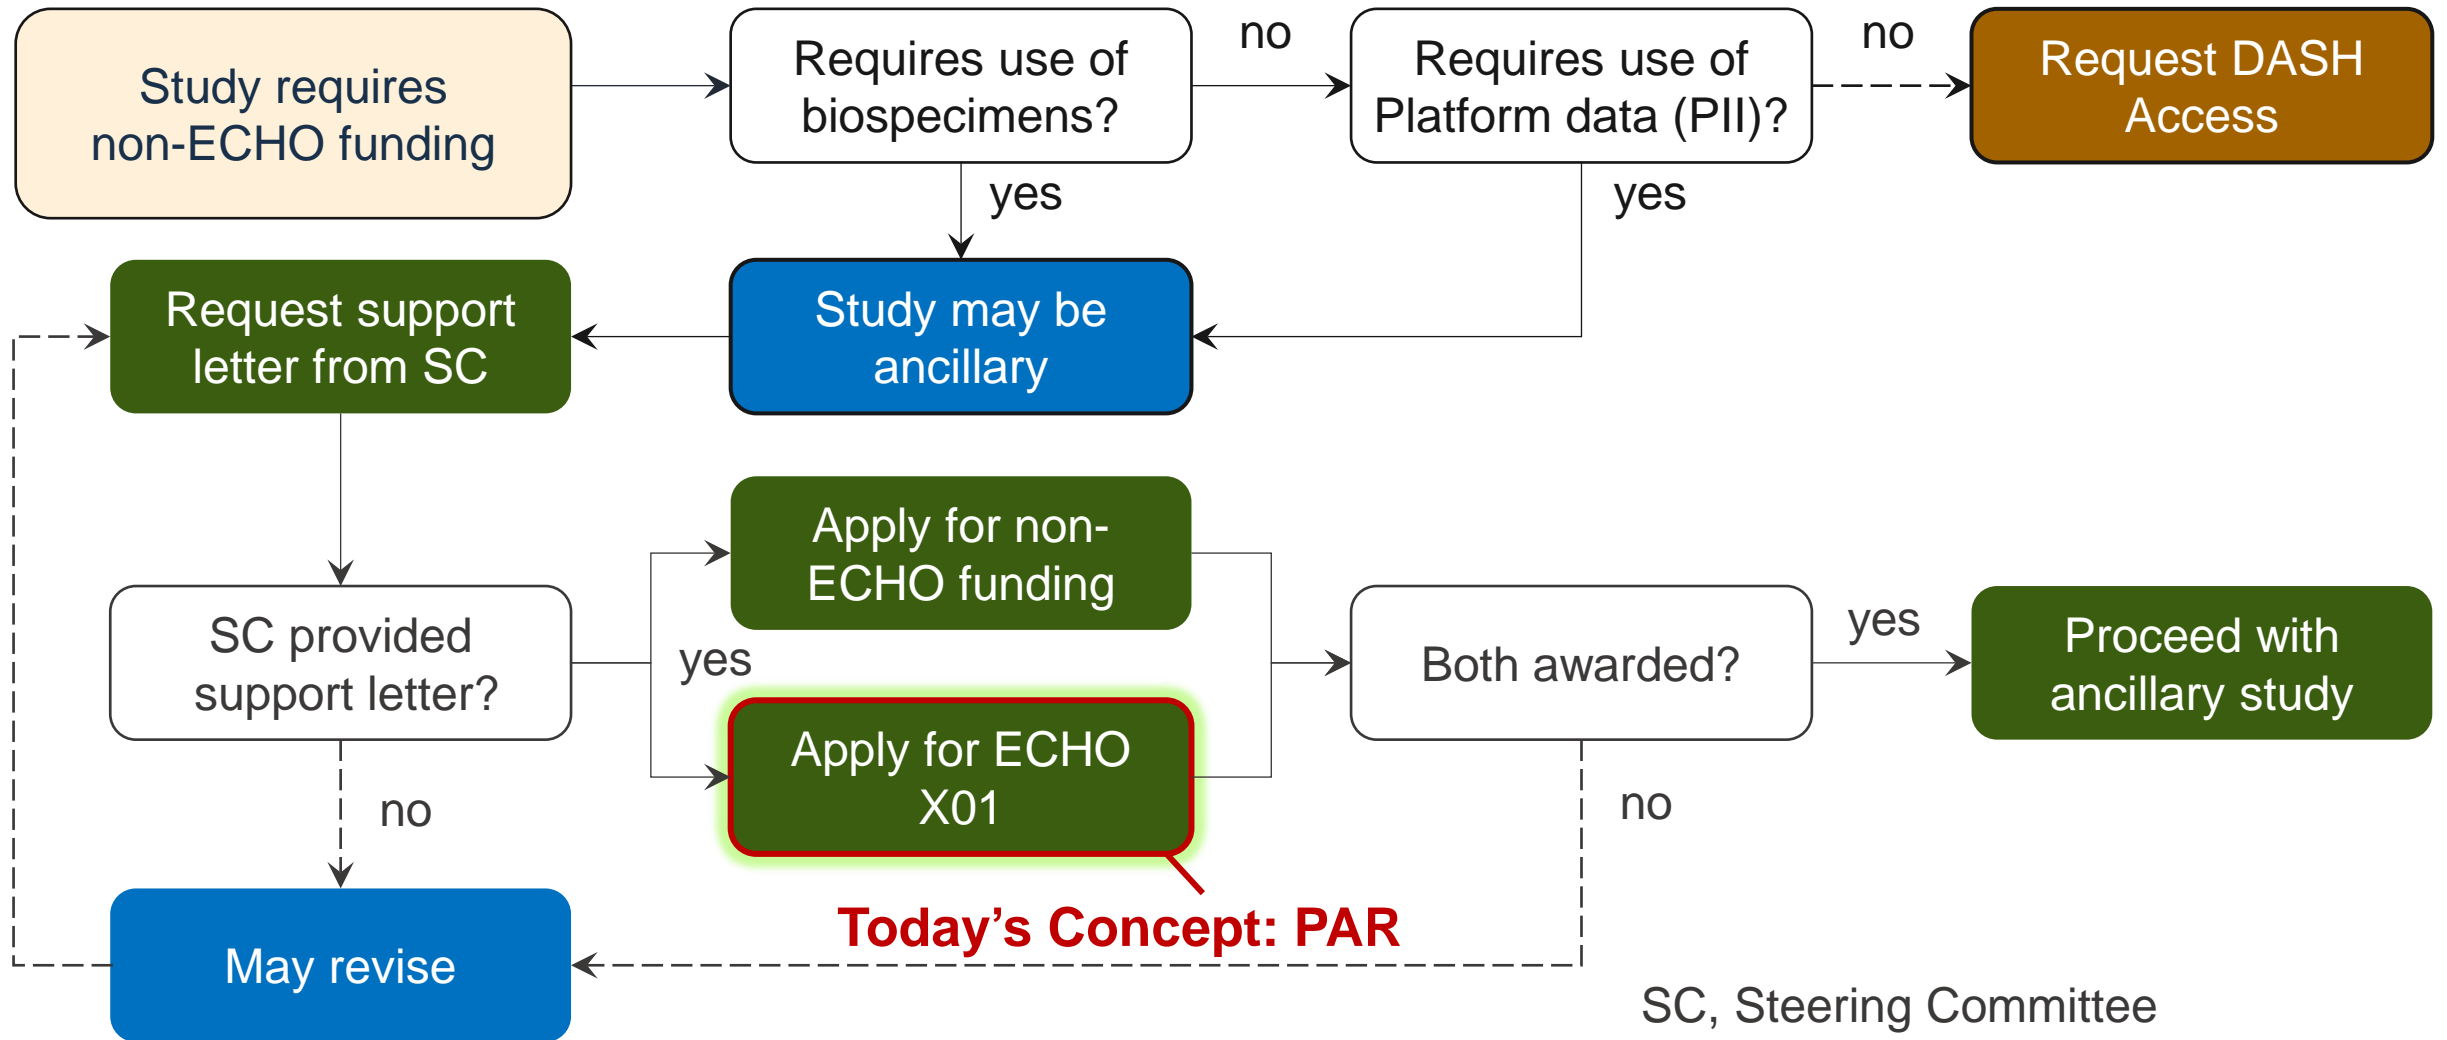 Study requires
non-ECHO funding
Requires use of
biospecimens?
no
Requires use of
Platform data (PII)?
no
Request DASH
Access
yes
yes
Request support
letter from SC
Study may be
ancillary
SC provided
support letter?
yes
Apply for non-
ECHO funding
Apply for ECHO
X01
Both awarded?
yes
Proceed with
ancillary study
no
no
Today’s Concept: PAR
May revise
SC, Steering Committee